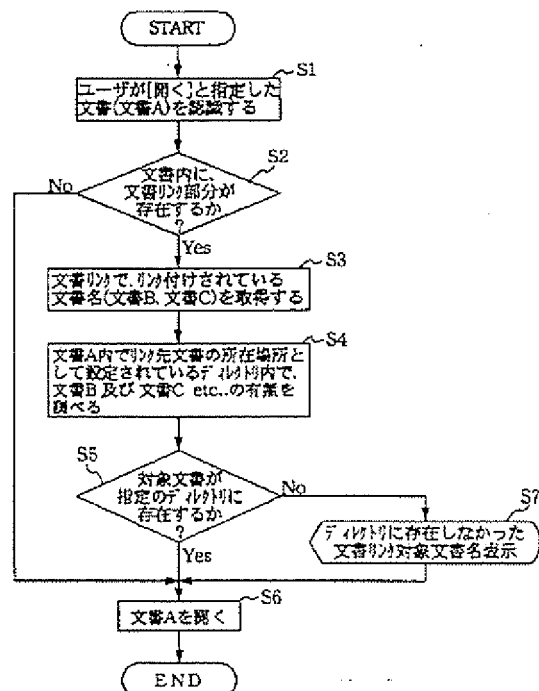 START
S1
ユーザが[開く]と指定した
文書(文書A)を認識する
S2
文書内に、
文書リンク部分が
存在するか
?
No
Yes
S3
文書リンクで、リンク付けされている
文書名(文書B、文書C)を取得する
S4
文書A内でリンク先文書の所在場所と
して設定されているディレクトリ内で、
文書B 及び 文書C etc..の有無を
調べる
S5
対象文書が
指定のディレクトリに
存在するか
?
No
Yes
S7
ディレクトリに存在しなかった
文書リンク対象文書名表示
S6
文書Aを開く
END